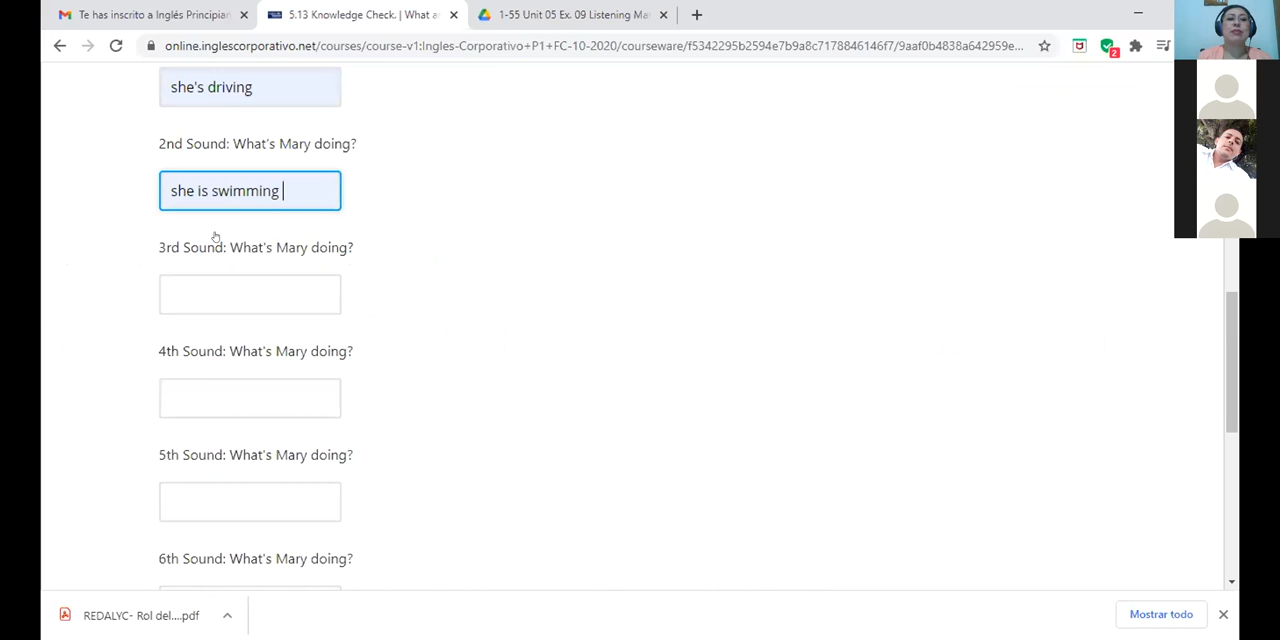 Te has inscrito a Inglés Principian
5.13 Knowledge Check. | What a
1-55 Unit 05 Ex. 09 Listening Ma
online.inglescorporativo.net/courses/course-v1:Ingles-Corporativo+P1+FC-10-2020/courseware/f5342295b2594e7b9a8c7178846146f7/9aaf0b4838a642959e...
2
she's driving
2nd Sound: What's Mary doing?
she is swimming
3rd Sound: What's Mary doing?
4th Sound: What's Mary doing?
5th Sound: What's Mary doing?
6th Sound: What's Mary doing?
REDALYC- Rol del....pdf
Mostrar todo